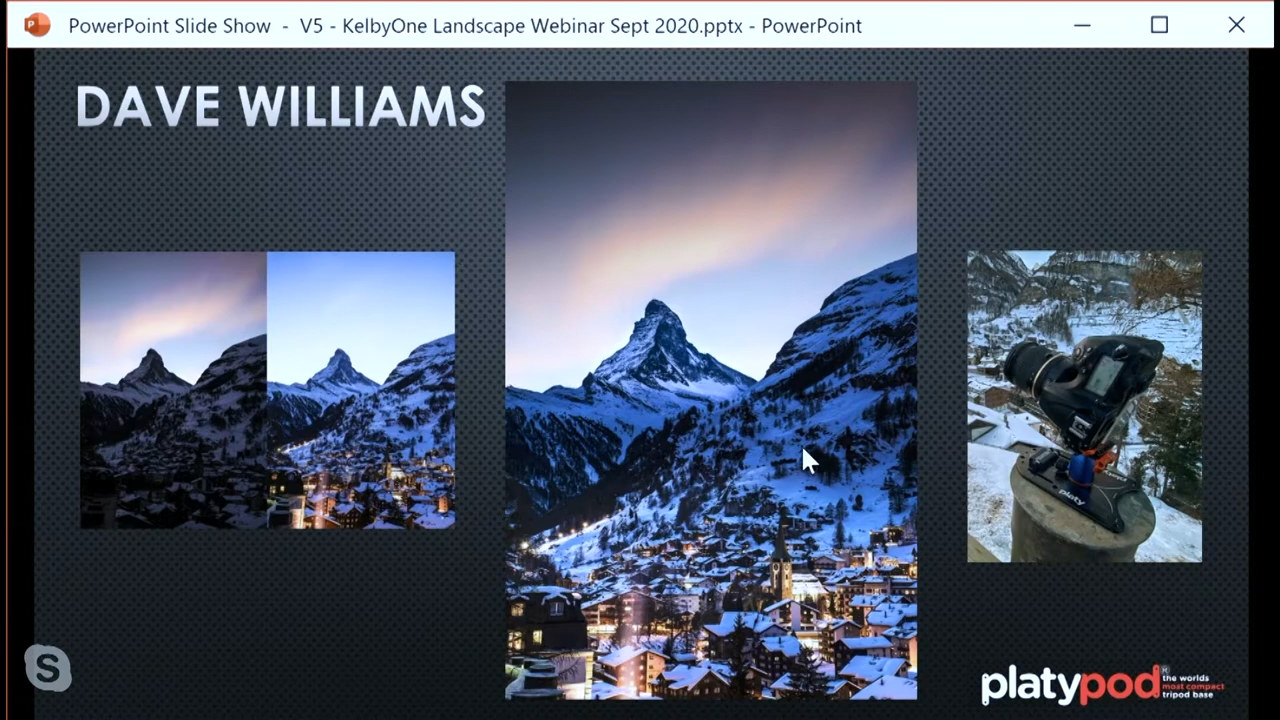 PowerPoint Slide Show - V5 - KelbyOne Landscape Webinar Sept 2020.pptx - PowerPoint
DAVE WILLIAMS
platy
platypod®
the worlds
most compact
tripod base